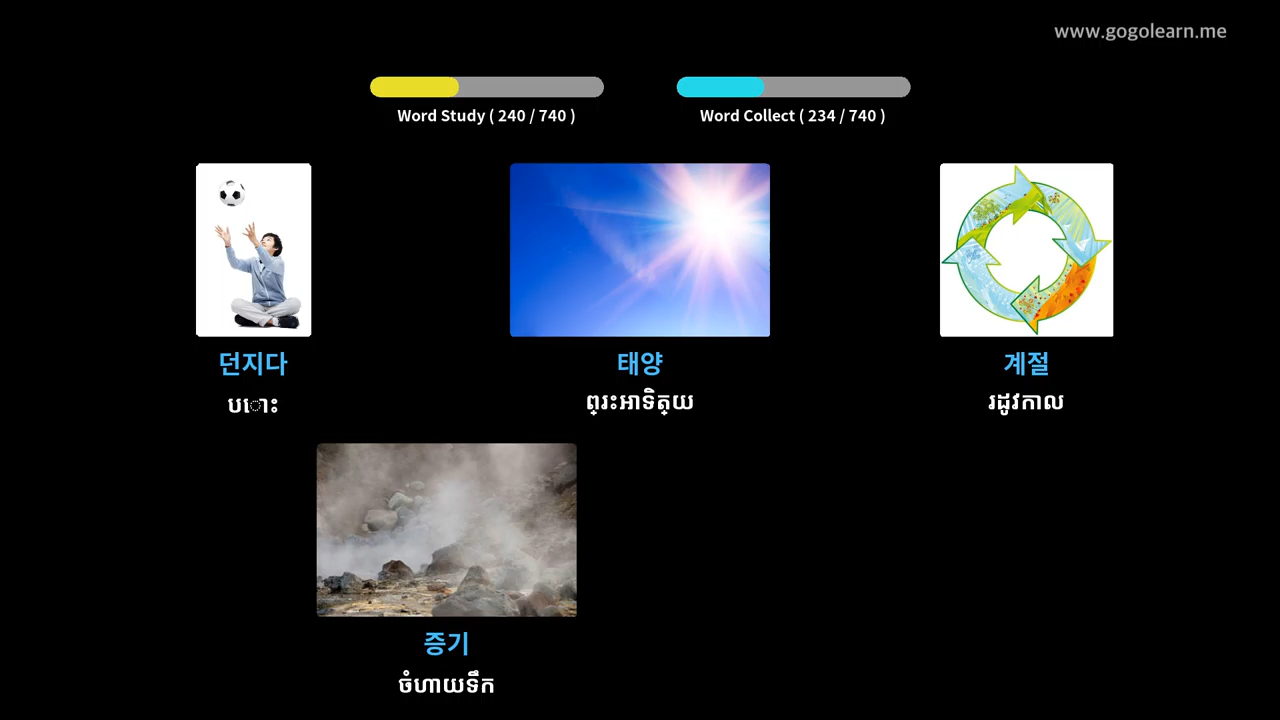 www.gogolearn.me
Word Study ( 240 / 740 )
Word Collect ( 234 / 740 )
던지다
បោះ
태양
ព្រះអាទិត្យ
계절
រដូវកាល
증기
ចំហាយទឹក